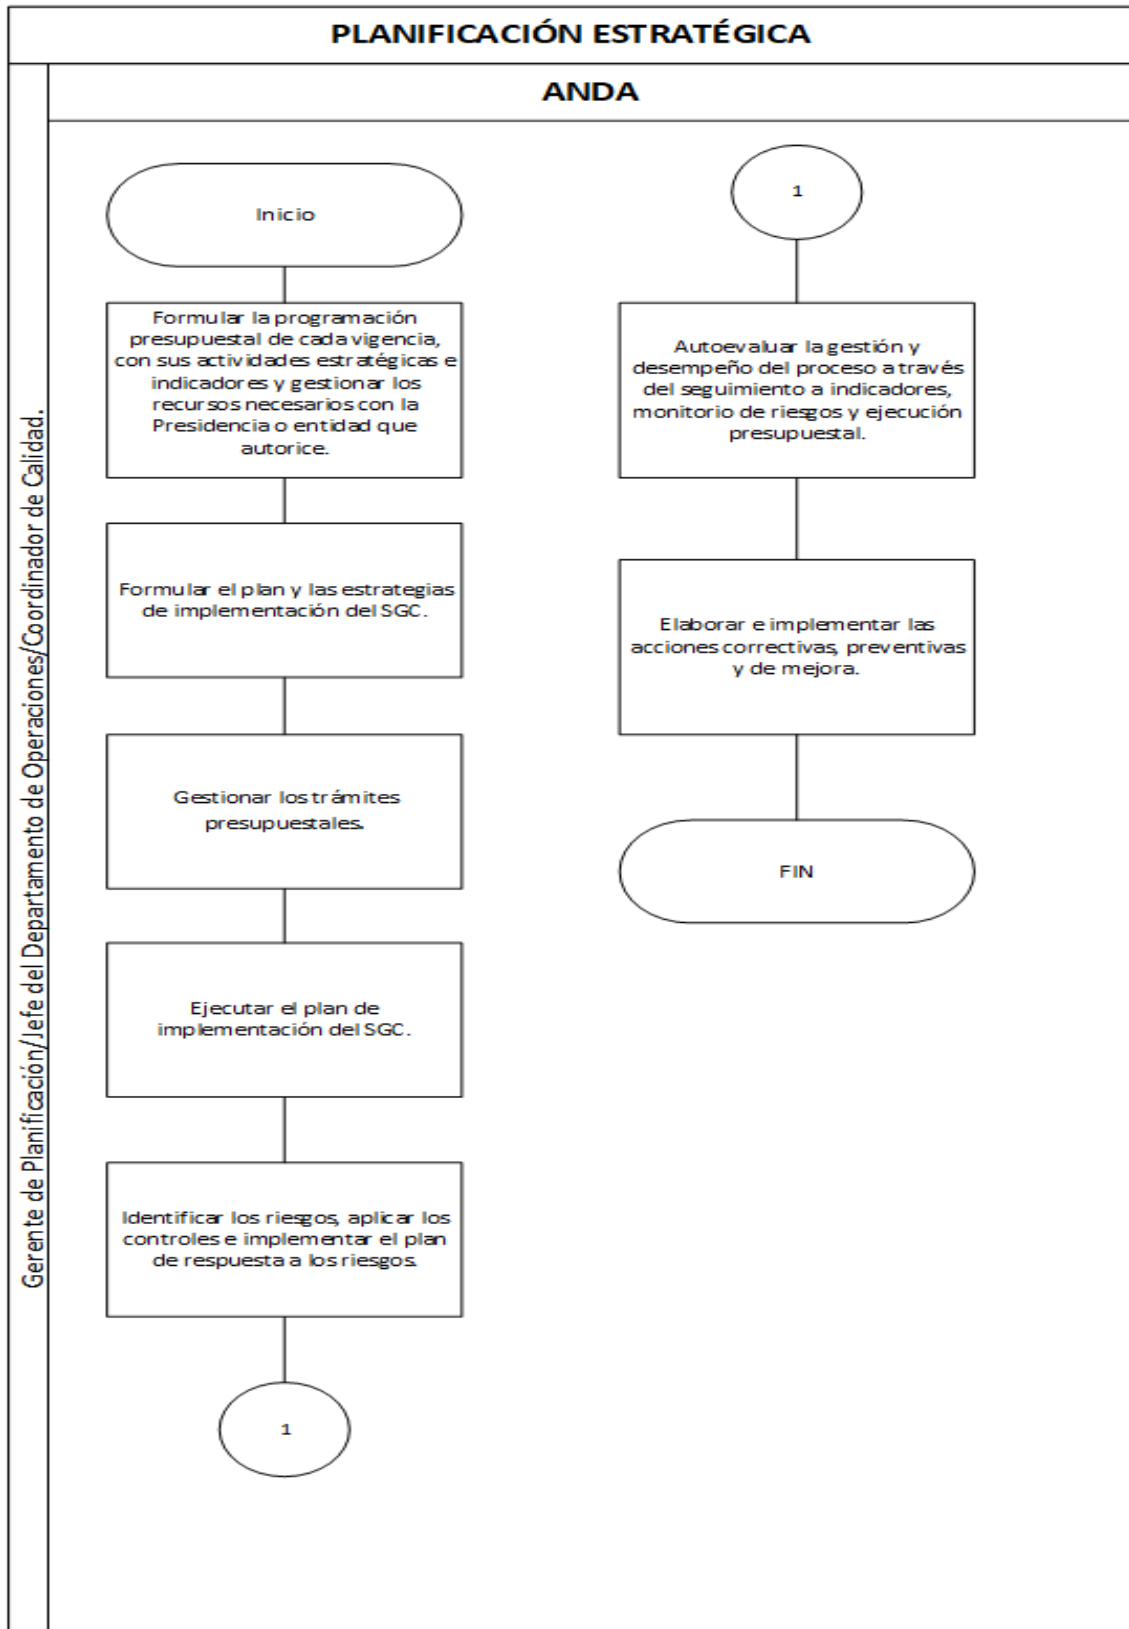 PLANIFICACIÓN ESTRATÉGICA
ANDA
Gerente de Planificación/Jefe del Departamento de Operaciones/Coordinador de Calidad.
Inicio
Formular la programación
presupuestal de cada vigencia,
con sus actividades estratégicas e
indicadores y gestionar los
recursos necesarios con la
Presidencia o entidad que
autorice.
Formular el plan y las estrategias
de implementación del SGC.
Gestionar los trámites
presupuestales.
Ejecutar el plan de
implementación del SGC.
Identificar los riesgos, aplicar los
controles e implementar el plan
de respuesta a los riesgos.
1
1
Autoevaluar la gestión y
desempeño del proceso a través
del seguimiento a indicadores,
monitorio de riesgos y ejecución
presupuestal.
Elaborar e implementar las
acciones correctivas, preventivas
y de mejora.
FIN